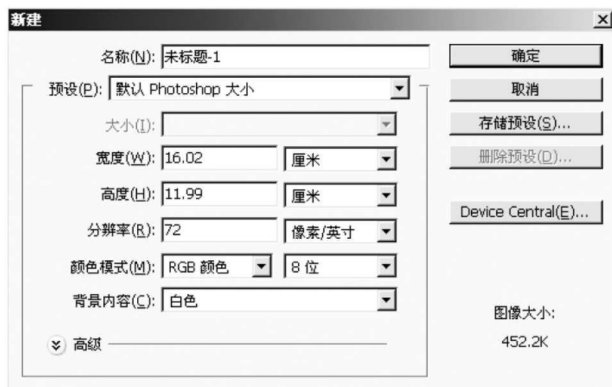 新建
名称(N): 未标题-1
确定
预设(P): 默认 Photoshop 大小
取消
大小(I):
存储预设(S)...
宽度(W): 16.02 厘米
删除预设(D)...
高度(H): 11.99 厘米
Device Central(E)...
分辨率(R): 72 像素/英寸
颜色模式(M): RGB 颜色 8 位
背景内容(C): 白色
图像大小:
高级
452.2K